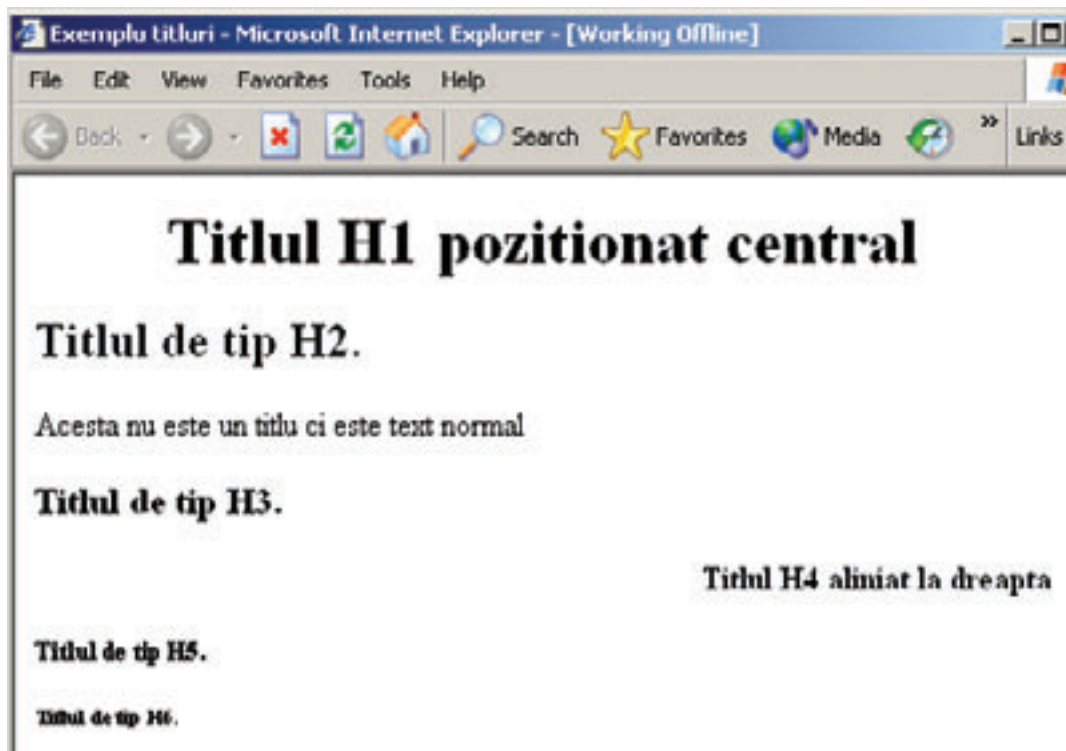 Exemplu titluri - Microsoft Internet Explorer - [Working Offline]
File Edit View Favorites Tools Help
Back Search Favorites Media » Links
Titlul H1 pozitionat central
Titlul de tip H2.
Acesta nu este un titlu ci este text normal
Titlul de tip H3.
Titlul H4 aliniat la dreapta
Titlul de tip H5.
Titlul de tip H6.